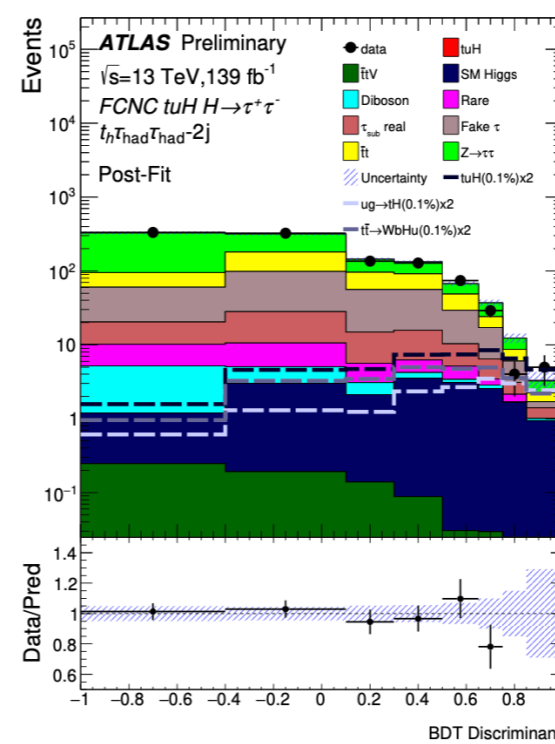 Events
ATLAS Preliminary
√s=13 TeV,139 fb⁻¹
FCNC tuH H→τ⁺τ⁻
tₕτhadτhad-2j
Post-Fit
data
tuH
t̄tV
SM Higgs
Diboson
Rare
τsub real
Fake τ
t̄t
Z→ττ
Uncertainty
tuH(0.1%)x2
ug→tH(0.1%)x2
tt̄→WbHu(0.1%)x2
10⁵
10⁴
10³
10²
10
1
10⁻¹
Data/Pred
1.4
1.2
1
0.8
0.6
−1 −0.8 −0.6 −0.4 −0.2 0 0.2 0.4 0.6 0.8
BDT Discriminan